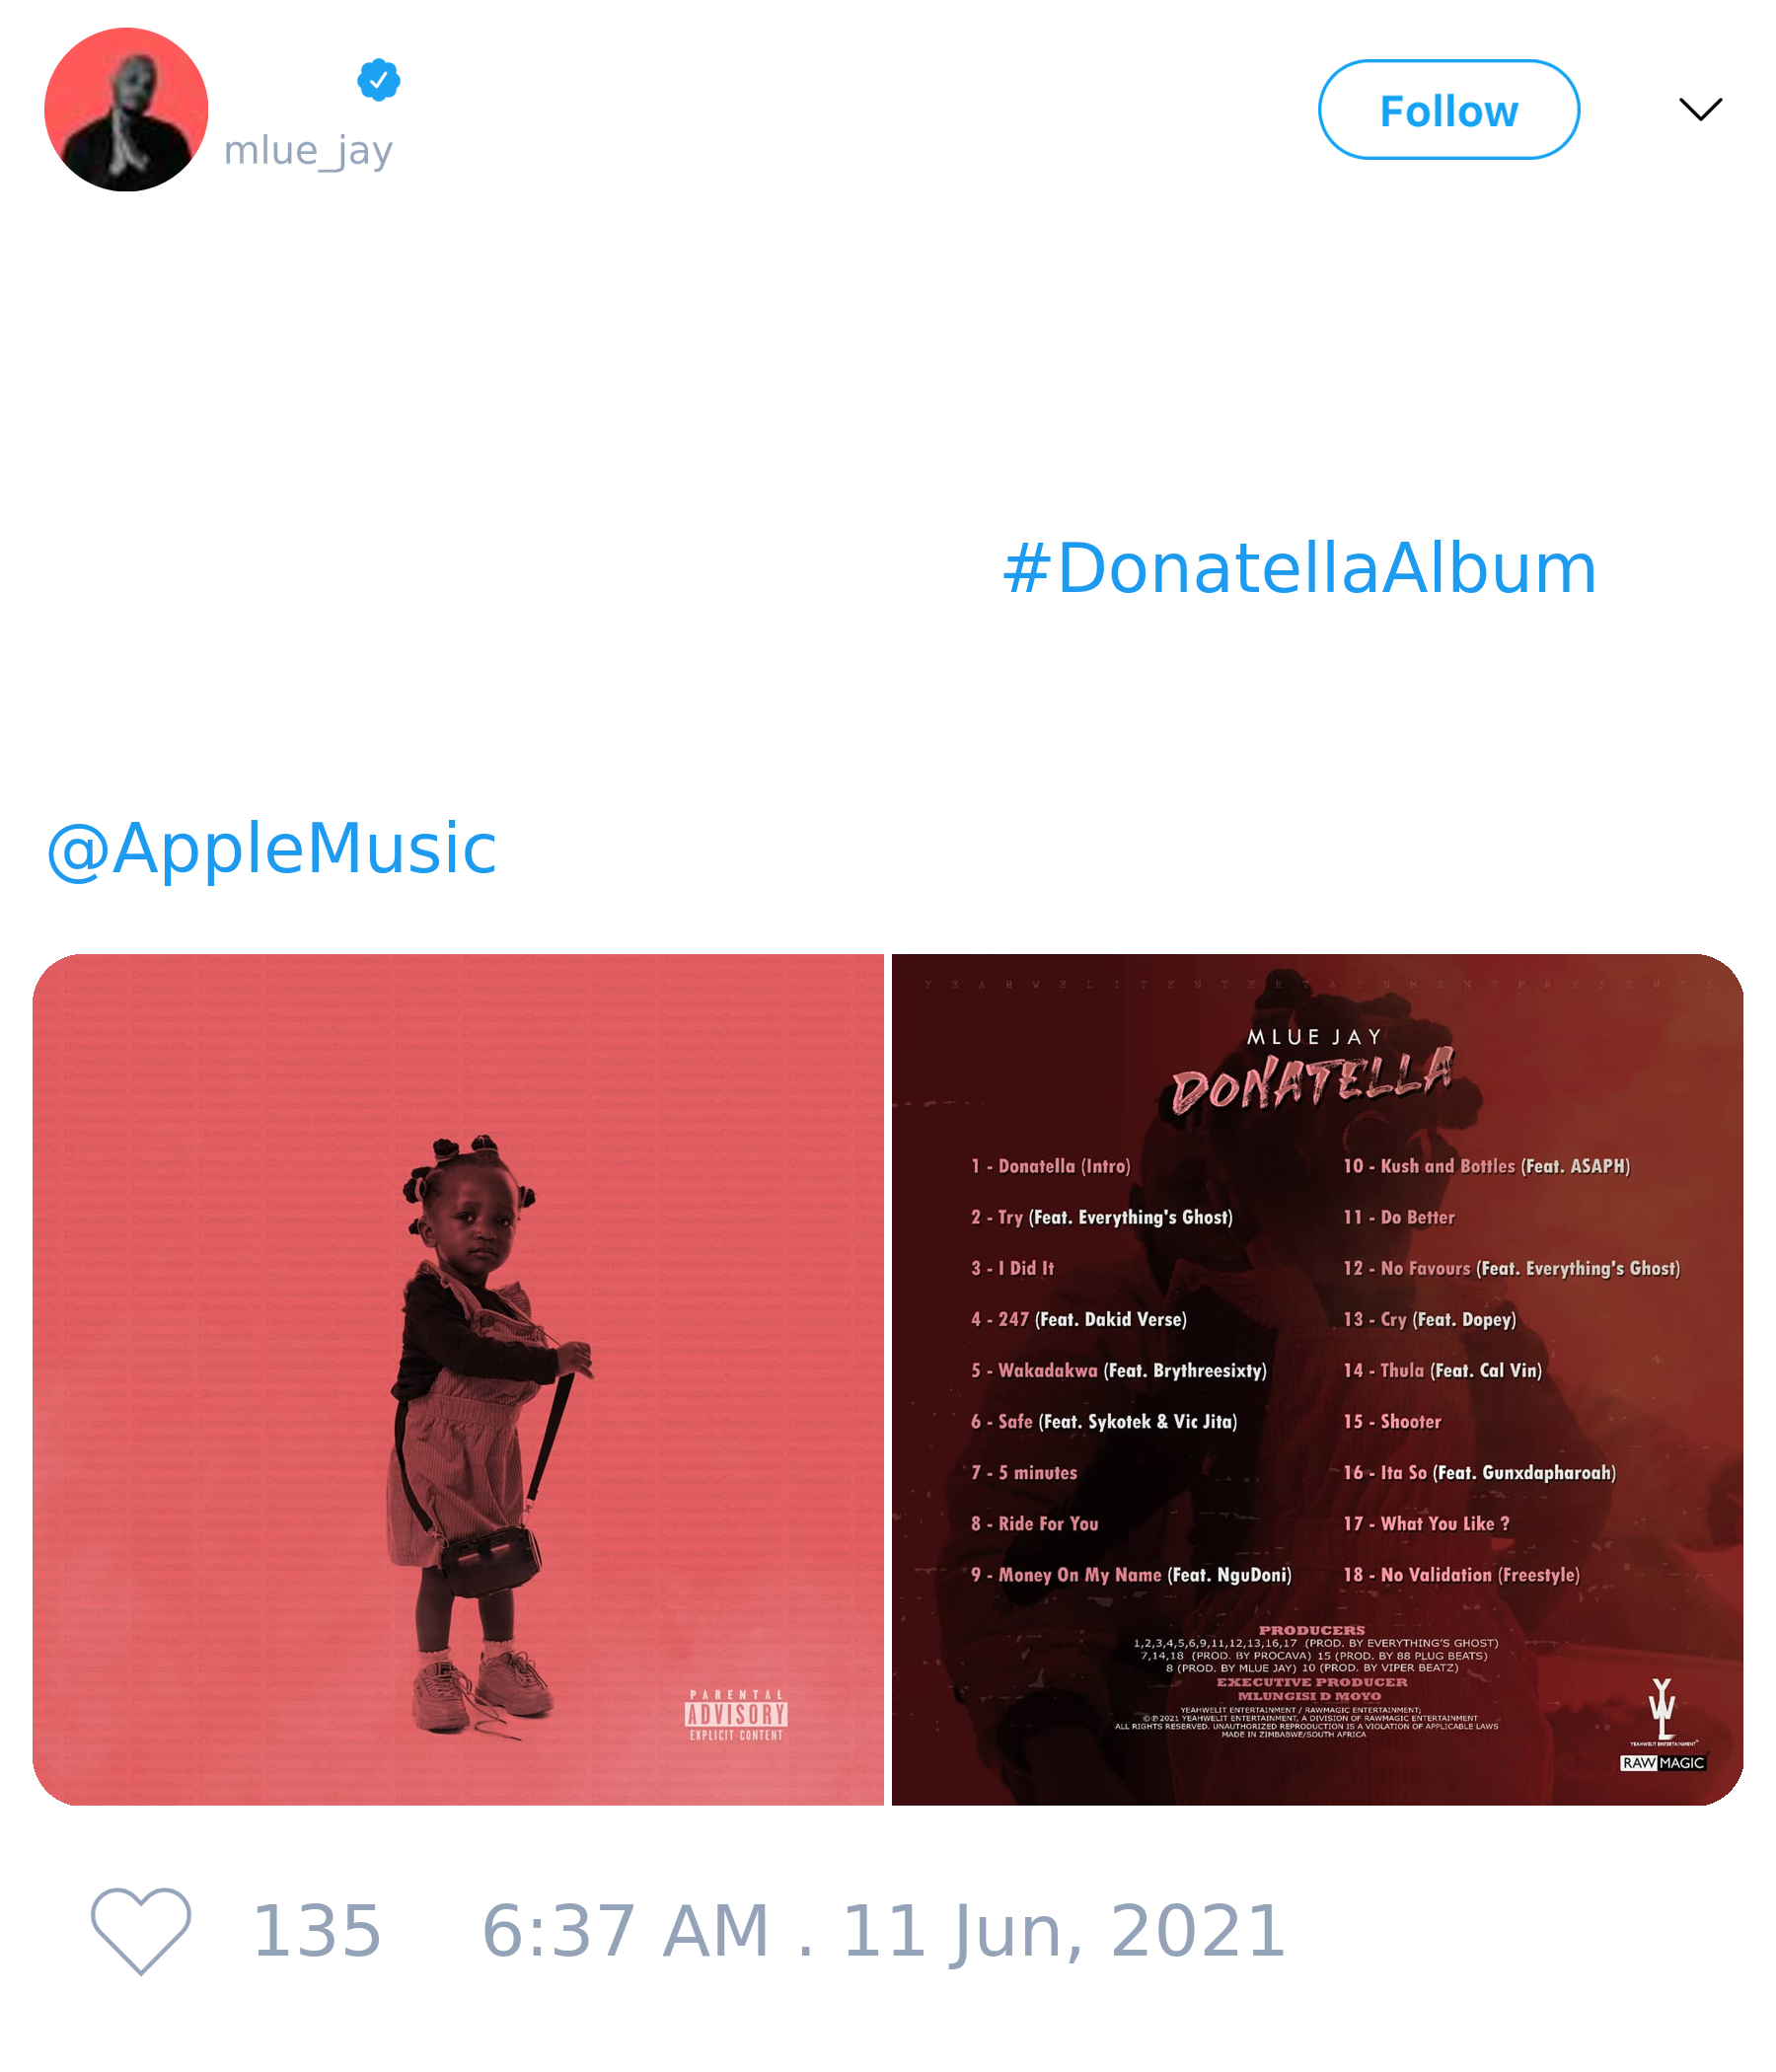 mlue_jay
Follow
#DonatellaAlbum
@AppleMusic
PARENTAL
ADVISORY
EXPLICIT CONTENT
YEAHWELITENTERTAINMENTPRESENTS
MLUE JAY
DONATELLA
1 - Donatella (Intro)
2 - Try (Feat. Everything's Ghost)
3 - I Did It
4 - 247 (Feat. Dakid Verse)
5 - Wakadakwa (Feat. Brythreesixty)
6 - Safe (Feat. Sykotek & Vic Jita)
7 - 5 minutes
8 - Ride For You
9 - Money On My Name (Feat. NguDoni)
10 - Kush and Bottles (Feat. ASAPH)
11 - Do Better
12 - No Favours (Feat. Everything's Ghost)
13 - Cry (Feat. Dopey)
14 - Thula (Feat. Cal Vin)
15 - Shooter
16 - Ita So (Feat. Gunxdapharoah)
17 - What You Like ?
18 - No Validation (Freestyle)
PRODUCERS
1,2,3,4,5,6,9,11,12,13,16,17 (PROD. BY EVERYTHING'S GHOST)
7,14,18 (PROD. BY PROCAVA) 15 (PROD. BY 88 PLUG BEATS)
8 (PROD. BY MLUE JAY) 10 (PROD. BY VIPER BEATZ)
EXECUTIVE PRODUCER
MLUNGISI D MOYO
YEAHWELIT ENTERTAINMENT / RAWMAGIC ENTERTAINMENT;
©℗2021 YEAHWELIT ENTERTAINMENT, A DIVISION OF RAWMAGIC ENTERTAINMENT
ALL RIGHTS RESERVED. UNAUTHORIZED REPRODUCTION IS A VIOLATION OF APPLICABLE LAWS
MADE IN ZIMBABWE/SOUTH AFRICA
YWL
YEAHWELIT ENTERTAINMENT
RAW MAGIC
135 6:37 AM . 11 Jun, 2021